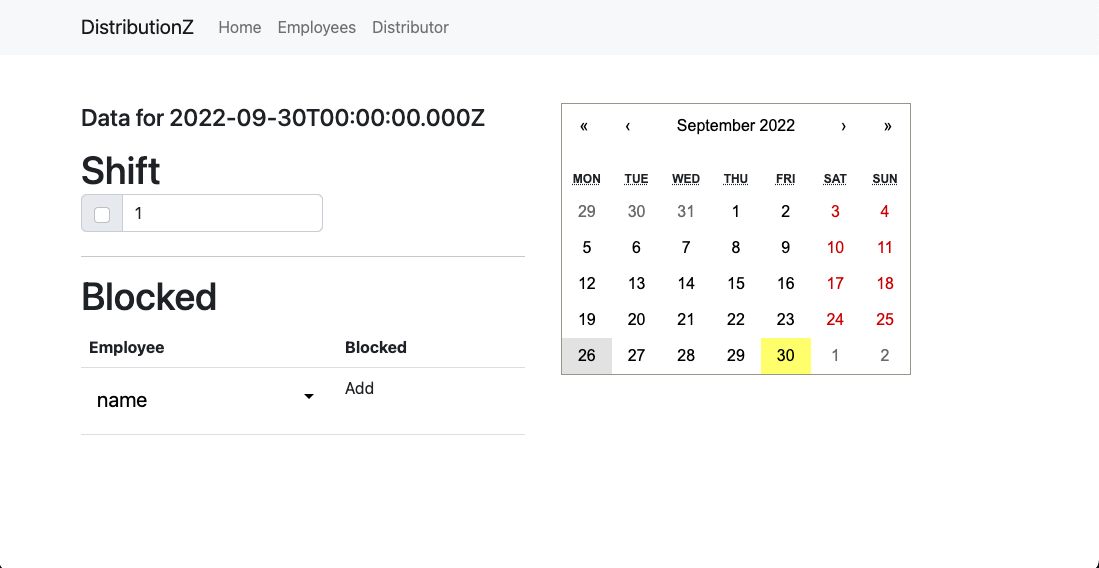 DistributionZ Home Employees Distributor
Data for 2022-09-30T00:00:00.000Z
Shift
1
Blocked
Employee Blocked
name Add
« ‹ September 2022 › »
MON TUE WED THU FRI SAT SUN
29 30 31 1 2 3 4
5 6 7 8 9 10 11
12 13 14 15 16 17 18
19 20 21 22 23 24 25
26 27 28 29 30 1 2